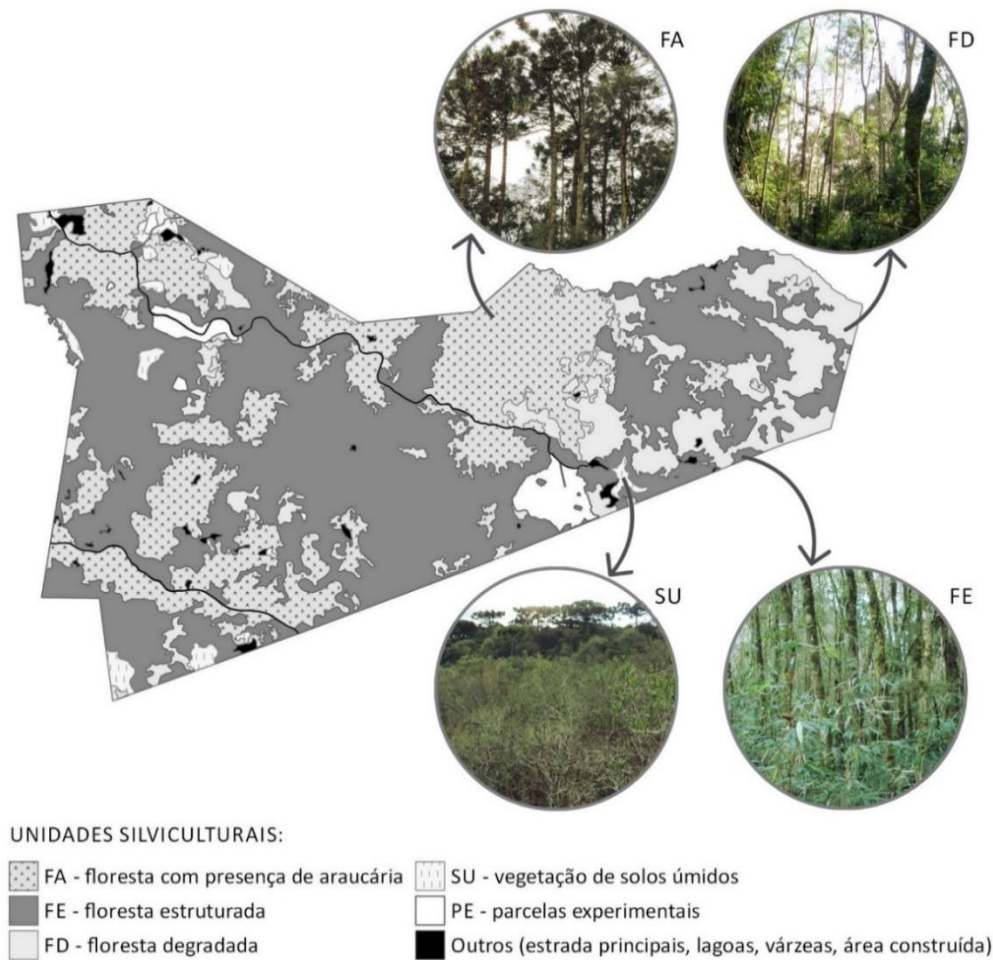 FA
FD
SU
FE
UNIDADES SILVICULTURAIS:
FA - floresta com presença de araucária
FE - floresta estruturada
FD - floresta degradada
SU - vegetação de solos úmidos
PE - parcelas experimentais
Outros (estrada principais, lagoas, várzeas, área construída)